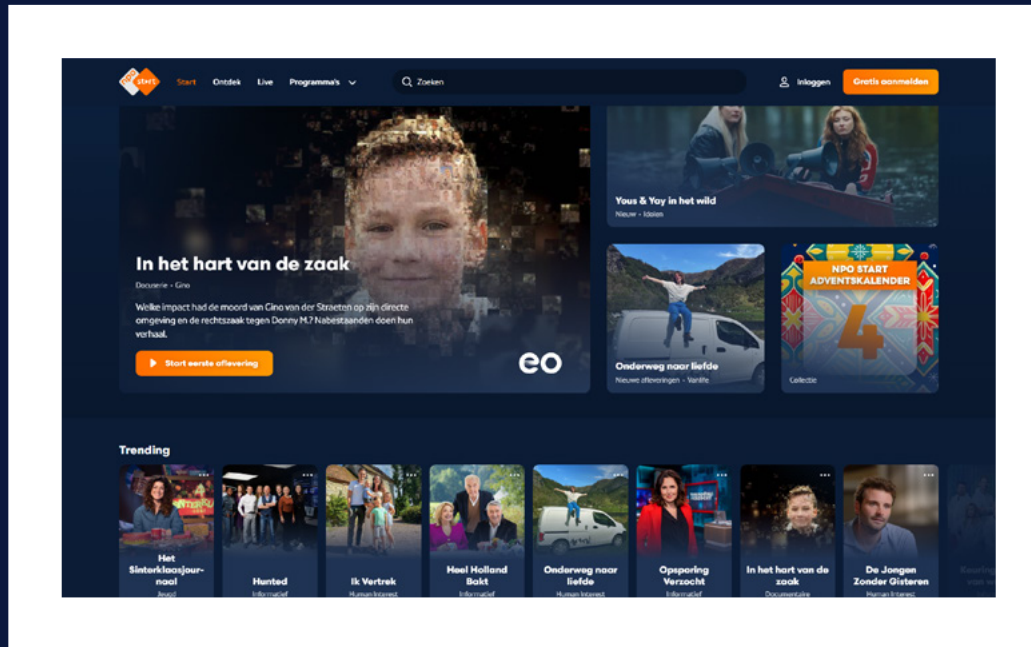 npo start
Start
Ontdek
Live
Programma's
Zoeken
Inloggen
Gratis aanmelden
In het hart van de zaak
Docuserie - Gino
Welke impact had de moord van Gino van der Straeten op zijn directe
omgeving en de rechtszaak tegen Donny M.? Nabestaanden doen hun
verhaal.
Start eerste aflevering
eo
Yous & Yay in het wild
Nieuw - Idolen
Onderweg naar liefde
Nieuwe afleveringen - Vanlife
NPO START
ADVENTSKALENDER
4
Collectie
Trending
Het
Sinterklaasjour-
naal
Jeugd
Hunted
Informatief
Ik Vertrek
Human Interest
Heel Holland
Bakt
Informatief
Onderweg naar
liefde
Human Interest
Opsporing
Verzocht
Informatief
In het hart van de
zaak
Documentaire
De Jongen
Zonder Gisteren
Human Interest